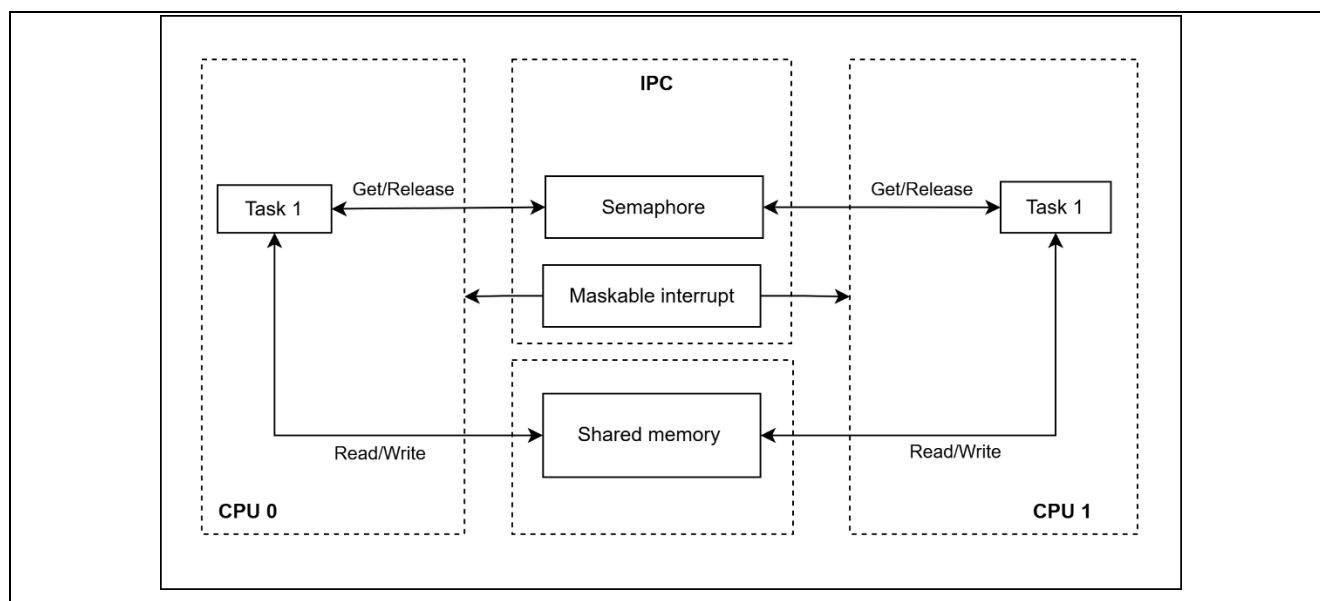 IPC
Get/Release
Get/Release
Task 1
Semaphore
Task 1
Maskable interrupt
Shared memory
Read/Write
Read/Write
CPU 0
CPU 1